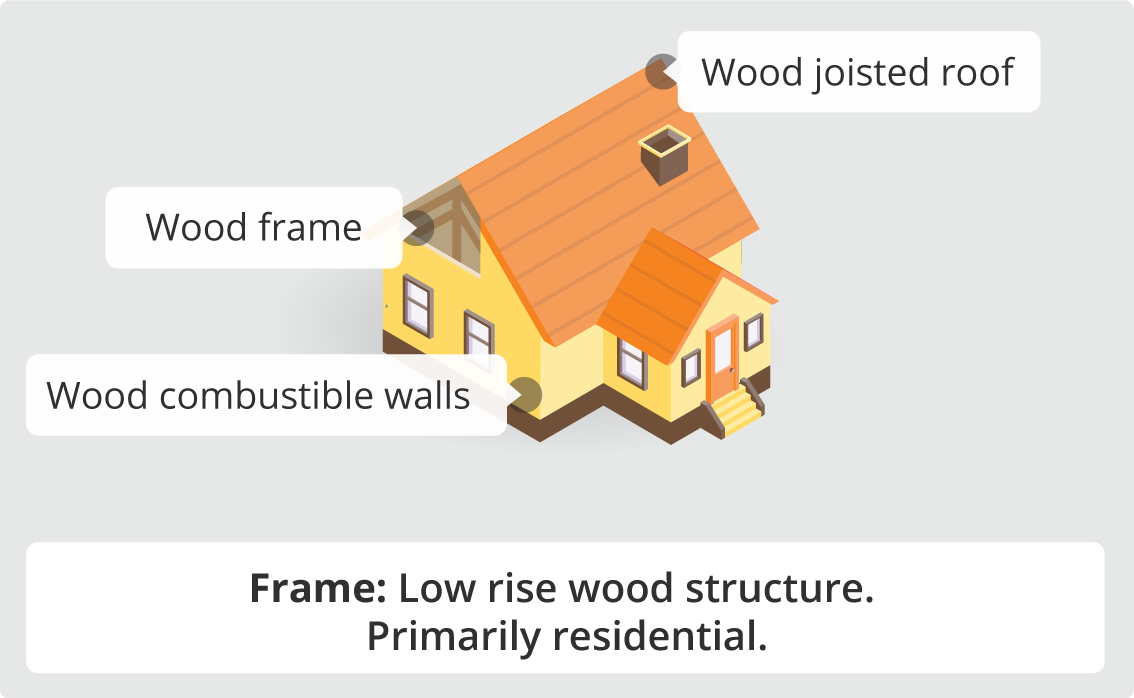 Wood joisted roof
Wood frame
Wood combustible walls
Frame: Low rise wood structure.
Primarily residential.